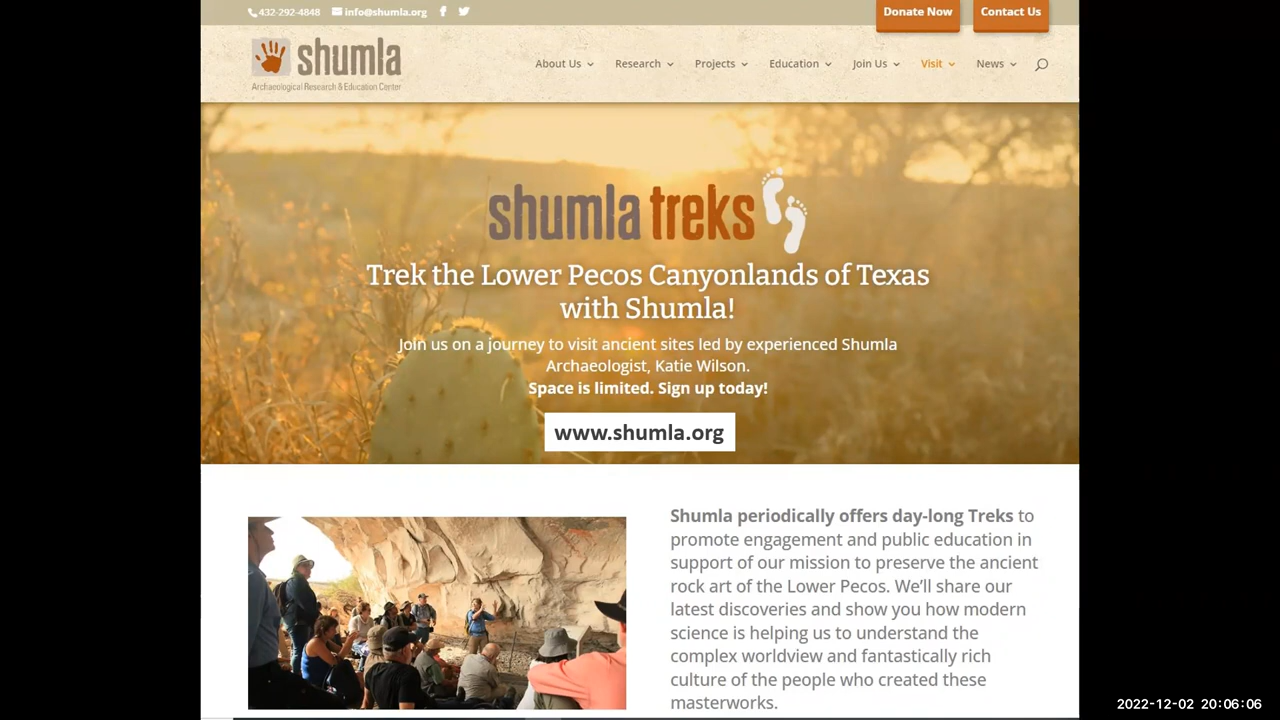 432-292-4848 info@shumla.org
Donate Now Contact Us
shumla
Archaeological Research & Education Center
About Us Research Projects Education Join Us Visit News
shumla treks
Trek the Lower Pecos Canyonlands of Texas
with Shumla!
Join us on a journey to visit ancient sites led by experienced Shumla
Archaeologist, Katie Wilson.
Space is limited. Sign up today!
www.shumla.org
Shumla periodically offers day-long Treks to
promote engagement and public education in
support of our mission to preserve the ancient
rock art of the Lower Pecos. We’ll share our
latest discoveries and show you how modern
science is helping us to understand the
complex worldview and fantastically rich
culture of the people who created these
masterworks.
2022-12-02 20:06:06